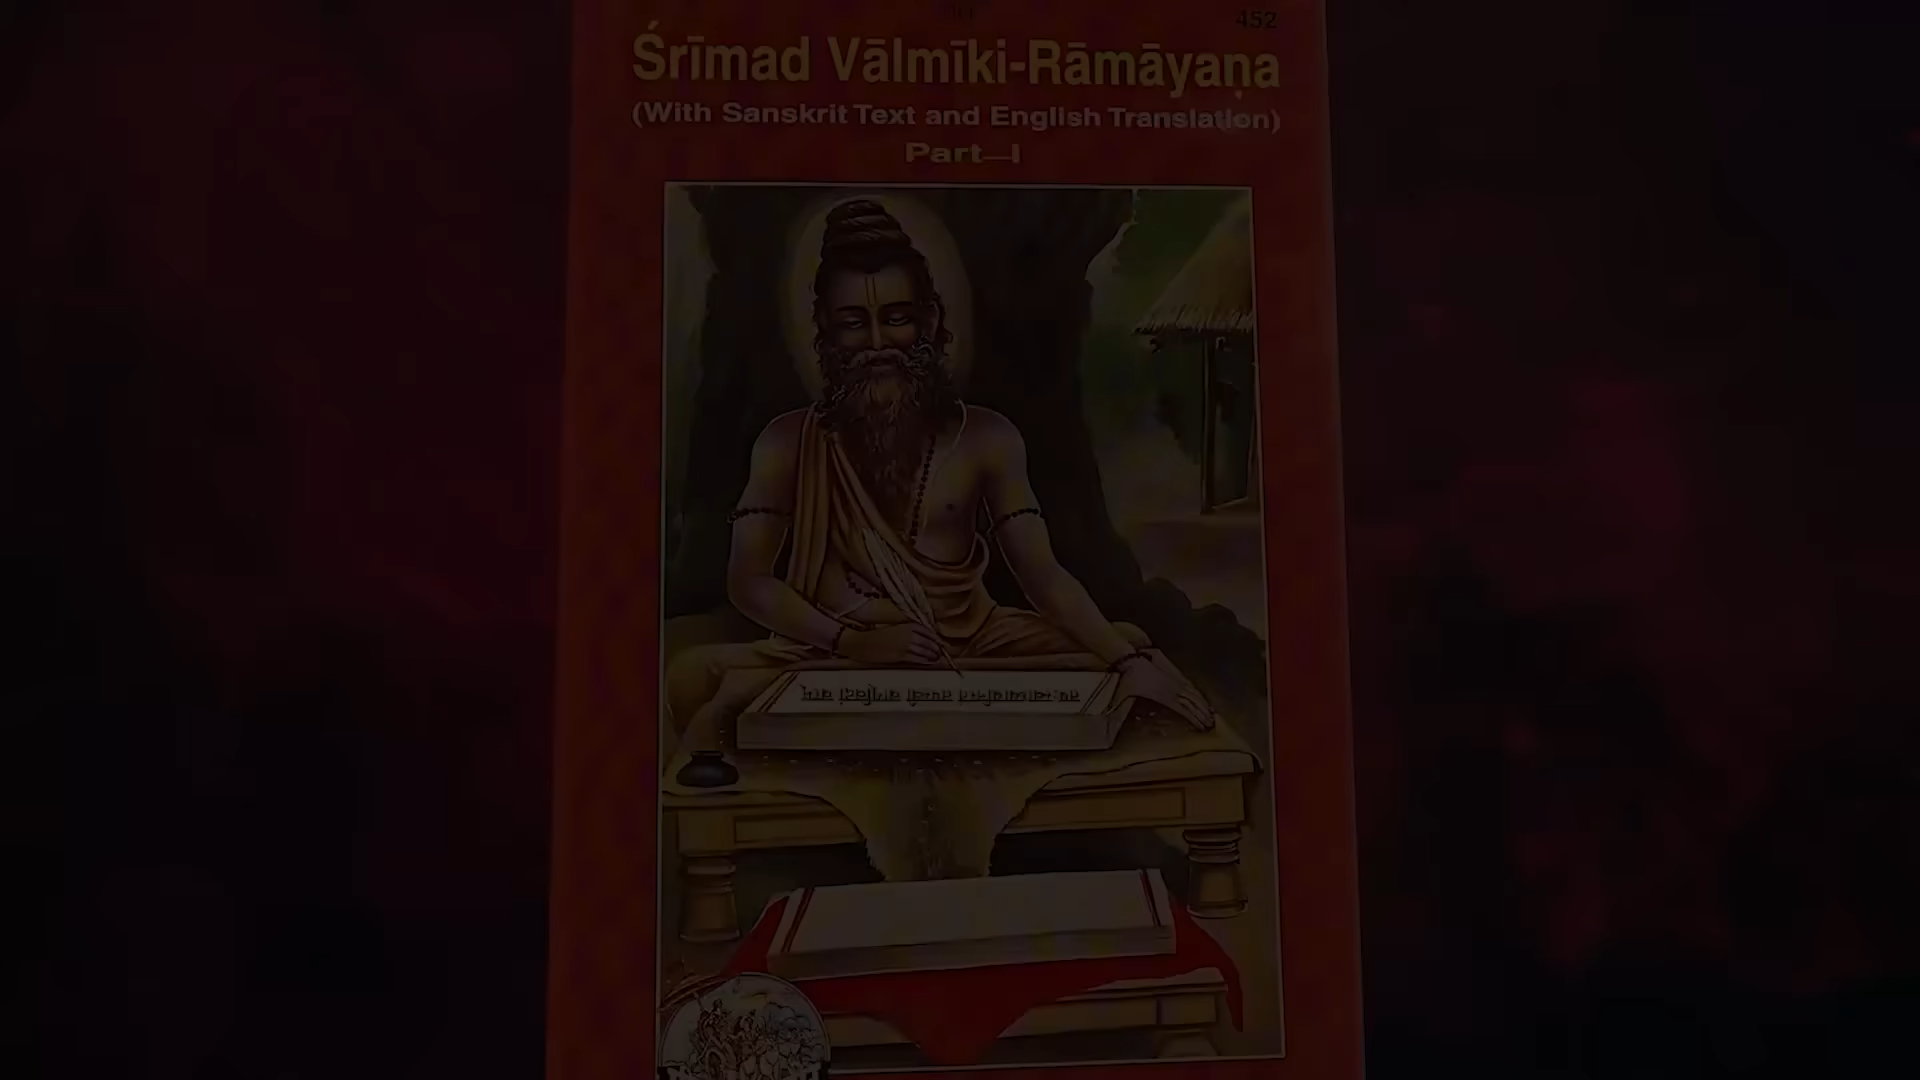 452
Śrīmad Vālmīki-Rāmāyaṇa
(With Sanskrit Text and English Translation)
Part—I